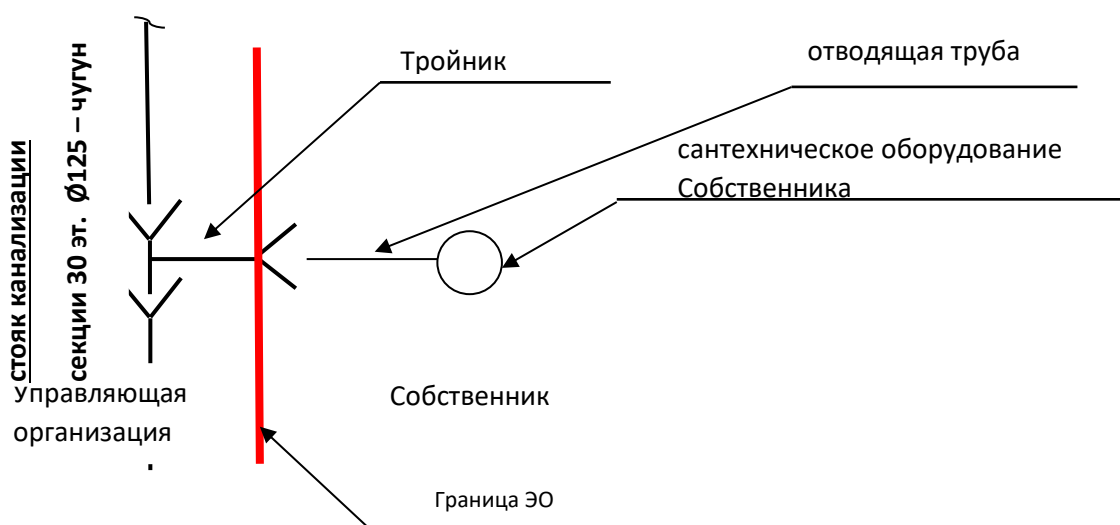 стояк канализации
секции 30 эт. Ø125 – чугун
Тройник
отводящая труба
сантехническое оборудование
Собственника
Управляющая
организация
Собственник
Граница ЭО